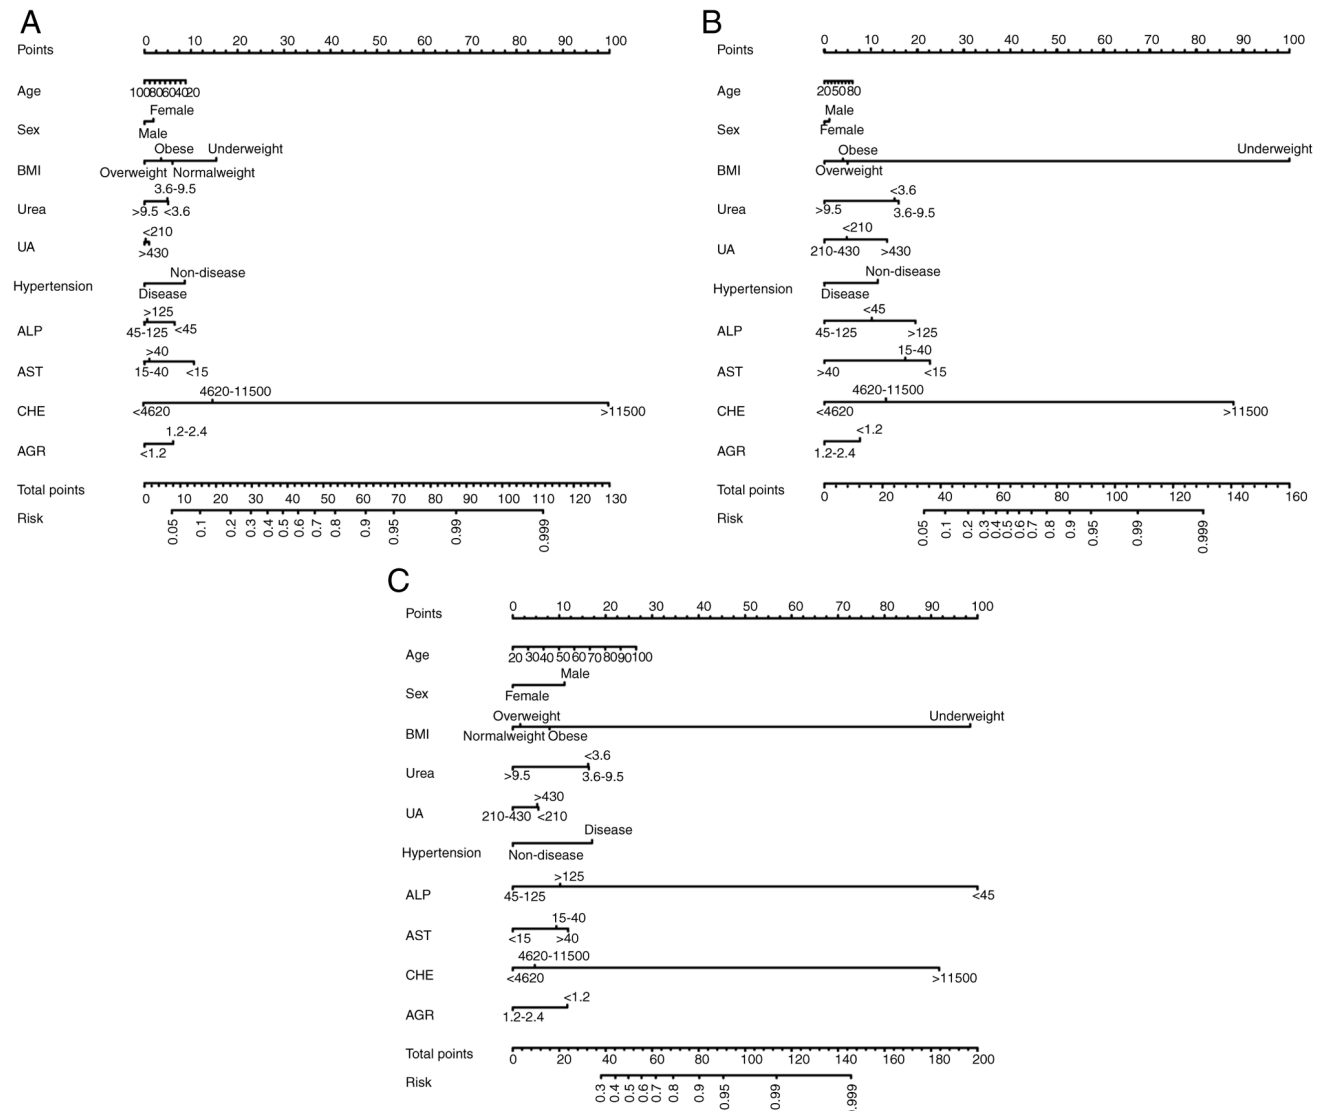 A
Points 0 10 20 30 40 50 60 70 80 90 100
Age 100 80 60 40 20
Female
Sex
Male
Obese Underweight
BMI
Overweight Normalweight
3.6-9.5
Urea
>9.5 <3.6
<210
UA
>430
Non-disease
Hypertension
Disease
>125
ALP
45-125 <45
>40
AST
15-40 <15
4620-11500
CHE
<4620 >11500
1.2-2.4
AGR
<1.2
Total points 0 10 20 30 40 50 60 70 80 90 100 110 130
Risk 0.05 0.1 0.2 0.3 0.4 0.5 0.6 0.7 0.8 0.9 0.95 0.99 0.999
B
Points 0 10 20 30 40 50 60 70 80 90 100
Age 20 50 80
Male
Sex
Female
Obese Underweight
BMI
Overweight
<3.6
Urea
>9.5 3.6-9.5
<210
UA
210-430 >430
Non-disease
Hypertension
Disease
<45
ALP
45-125 >125
15-40
AST
>40 <15
4620-11500
CHE
<4620 >11500
<1.2
AGR
1.2-2.4
Total points 0 20 40 60 80 100 120 140 160
Risk 0.05 0.1 0.2 0.3 0.4 0.5 0.6 0.7 0.8 0.9 0.95 0.99 0.999
C
Points 0 10 20 30 40 50 60 70 80 90 100
Age 20 30 40 50 60 70 80 90 100
Male
Sex
Female
Overweight Underweight
BMI
Normalweight Obese
<3.6
Urea
>9.5 3.6-9.5
>430
UA
210-430 <210
Disease
Hypertension
Non-disease
>125
ALP
45-125 <45
15-40
AST
<15 >40
4620-11500
CHE
<4620 >11500
<1.2
AGR
1.2-2.4
Total points 0 20 40 60 80 100 120 140 160 180 200
Risk 0.3 0.4 0.5 0.6 0.7 0.8 0.9 0.95 0.99 .999